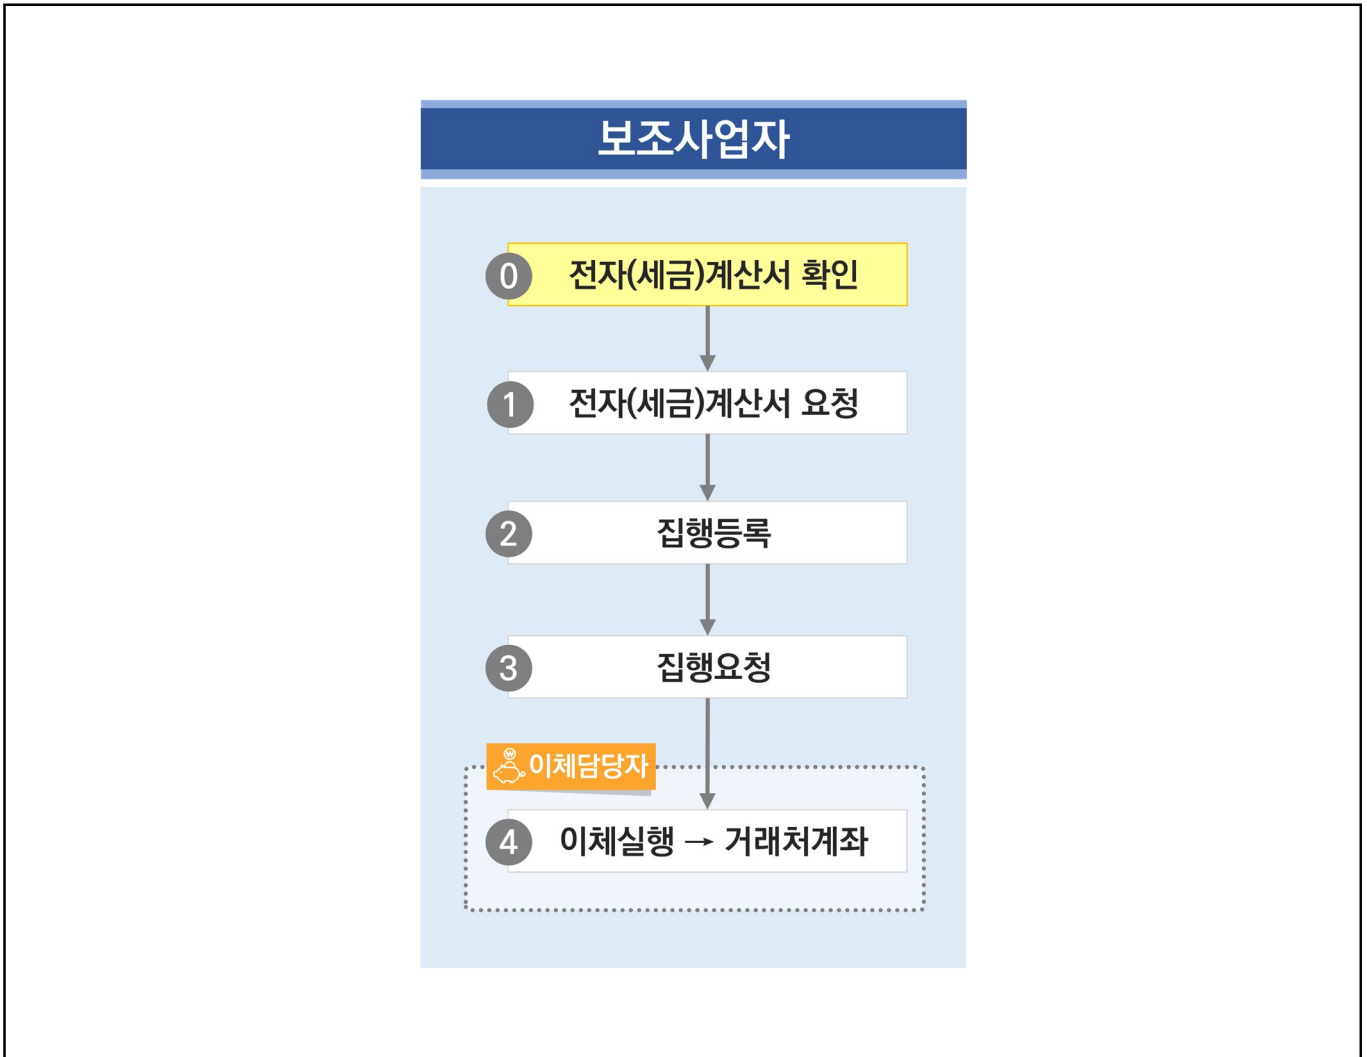 보조사업자
0 전자(세금)계산서 확인
1 전자(세금)계산서 요청
2 집행등록
3 집행요청
₩
이체담당자
4 이체실행 → 거래처계좌